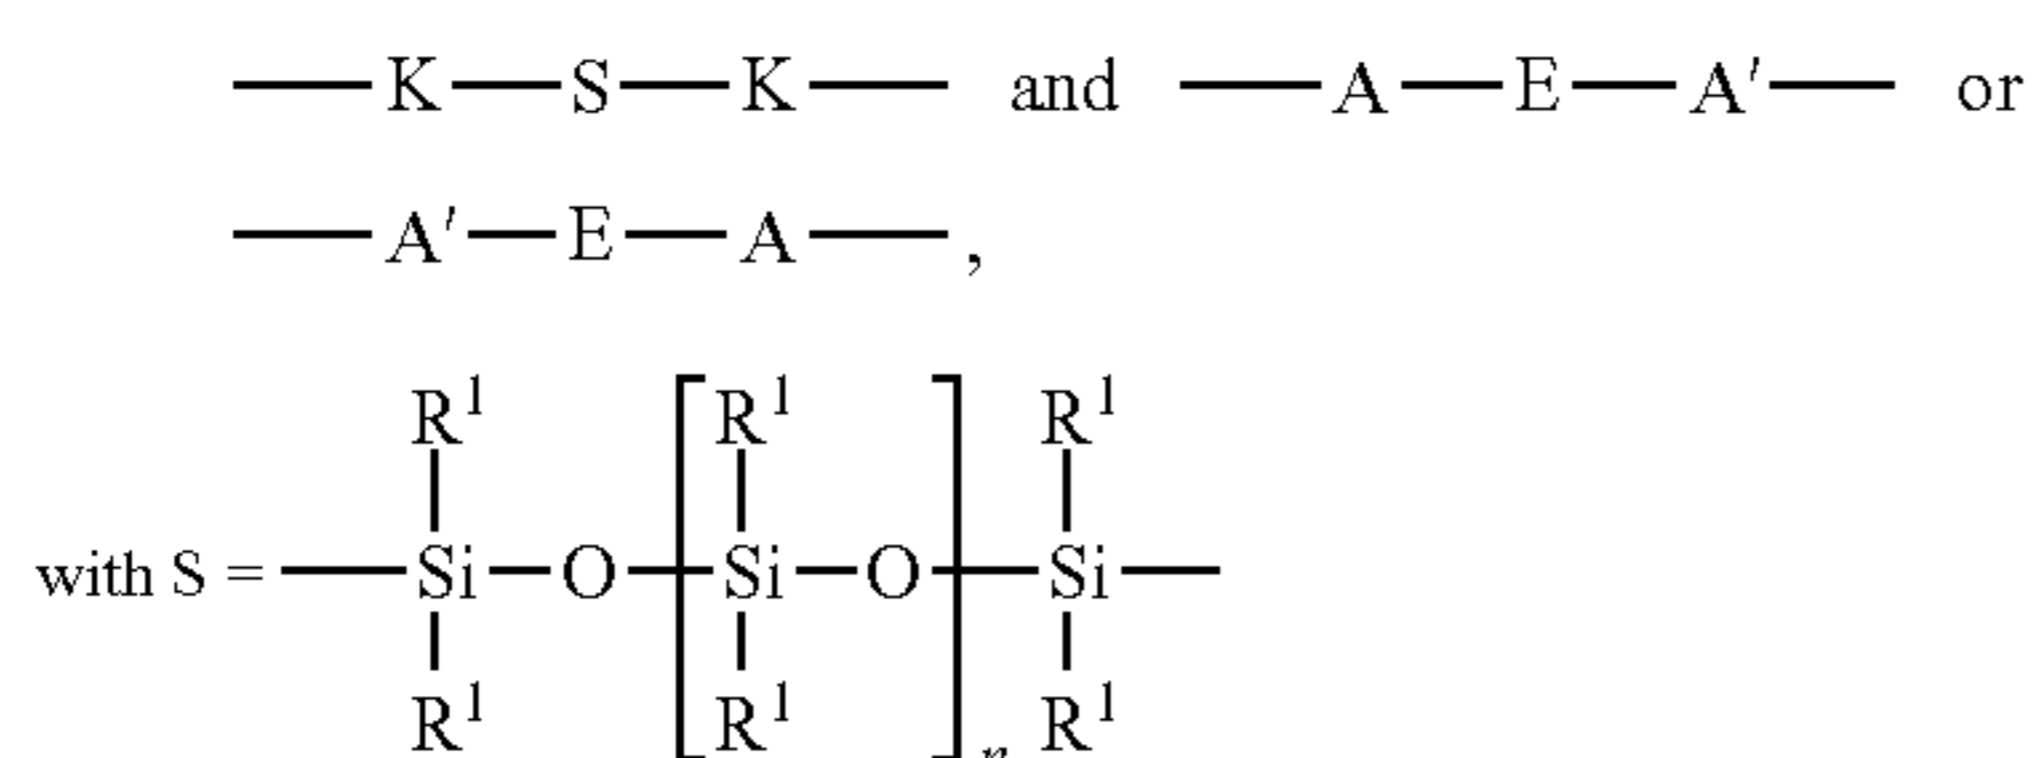 —K—S—K— and —A—E—A'— or
—A'—E—A—,
R¹ [R¹ R¹
with S = —Si—O—[Si—O]—Si—
R¹ R¹]n R¹